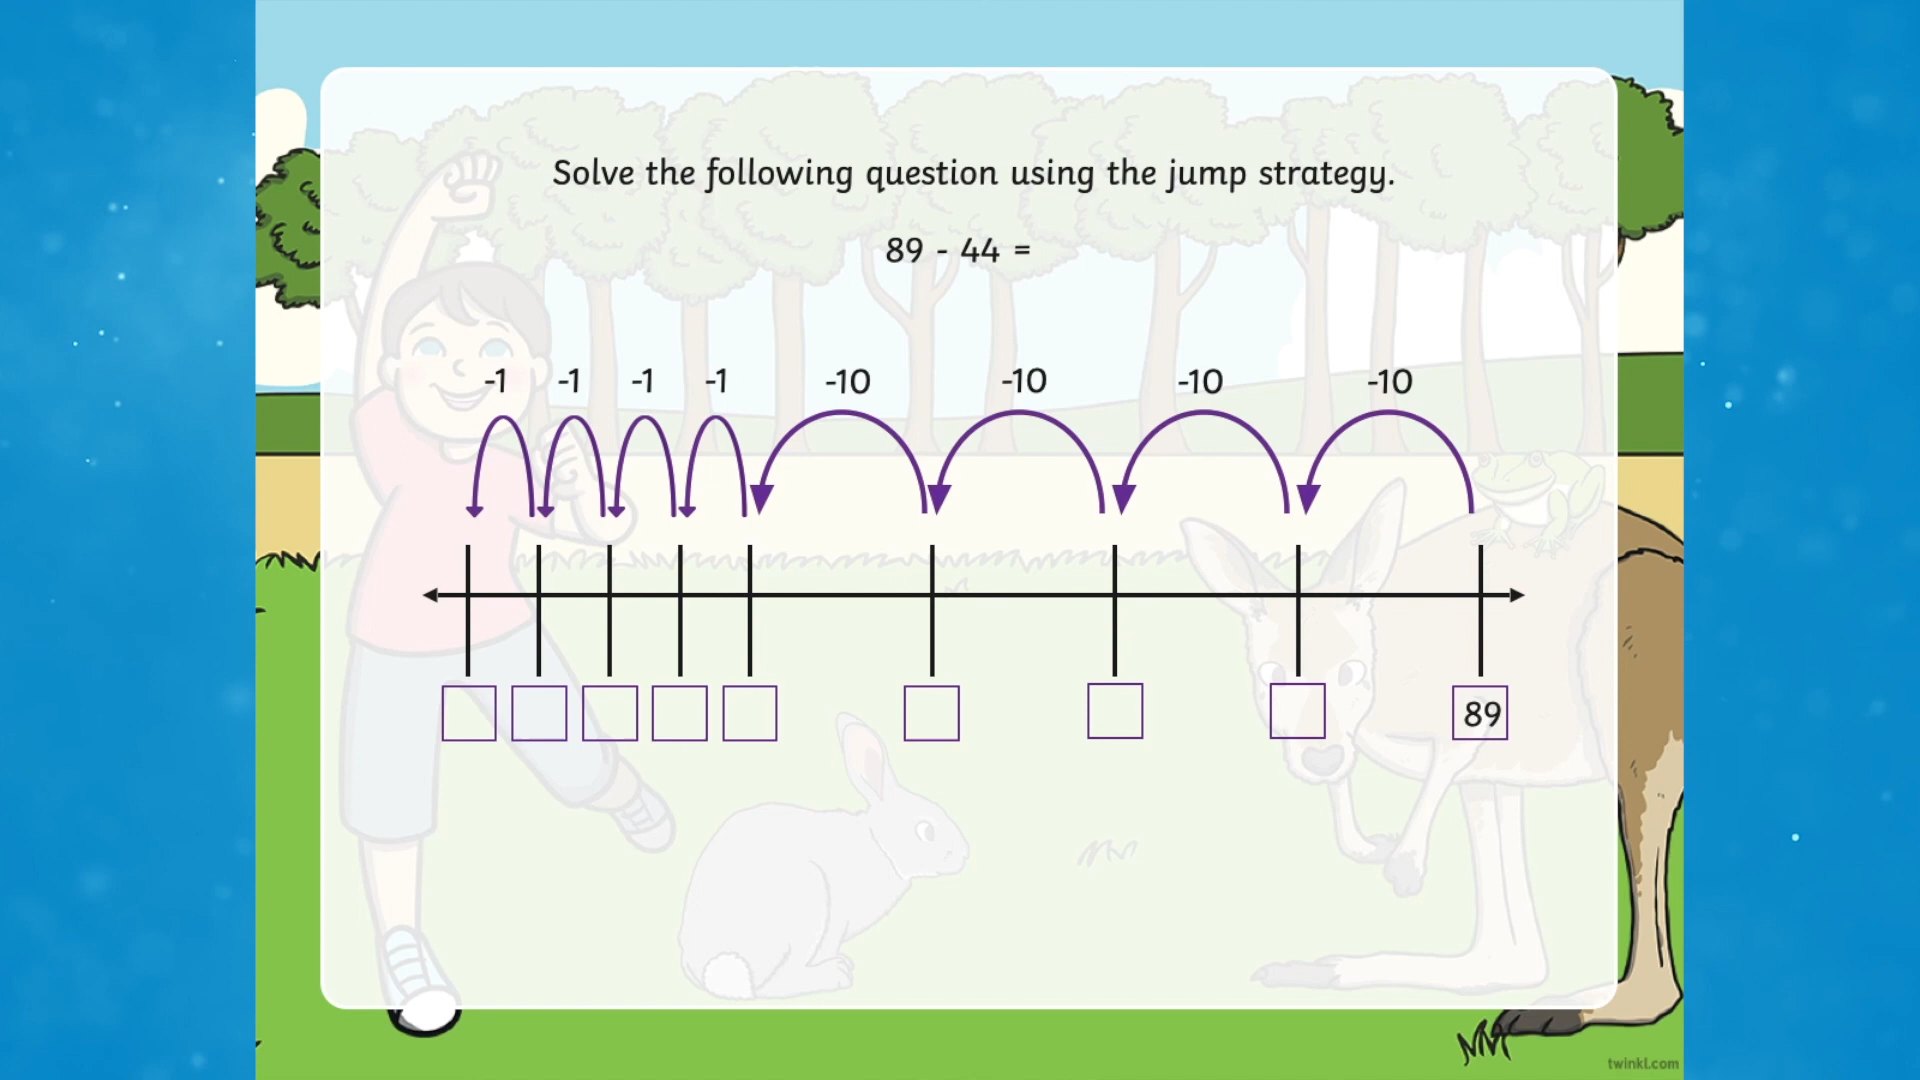 Solve the following question using the jump strategy.
89 - 44 =
-1 -1 -1 -1 -10 -10 -10 -10
89
twinkl.com